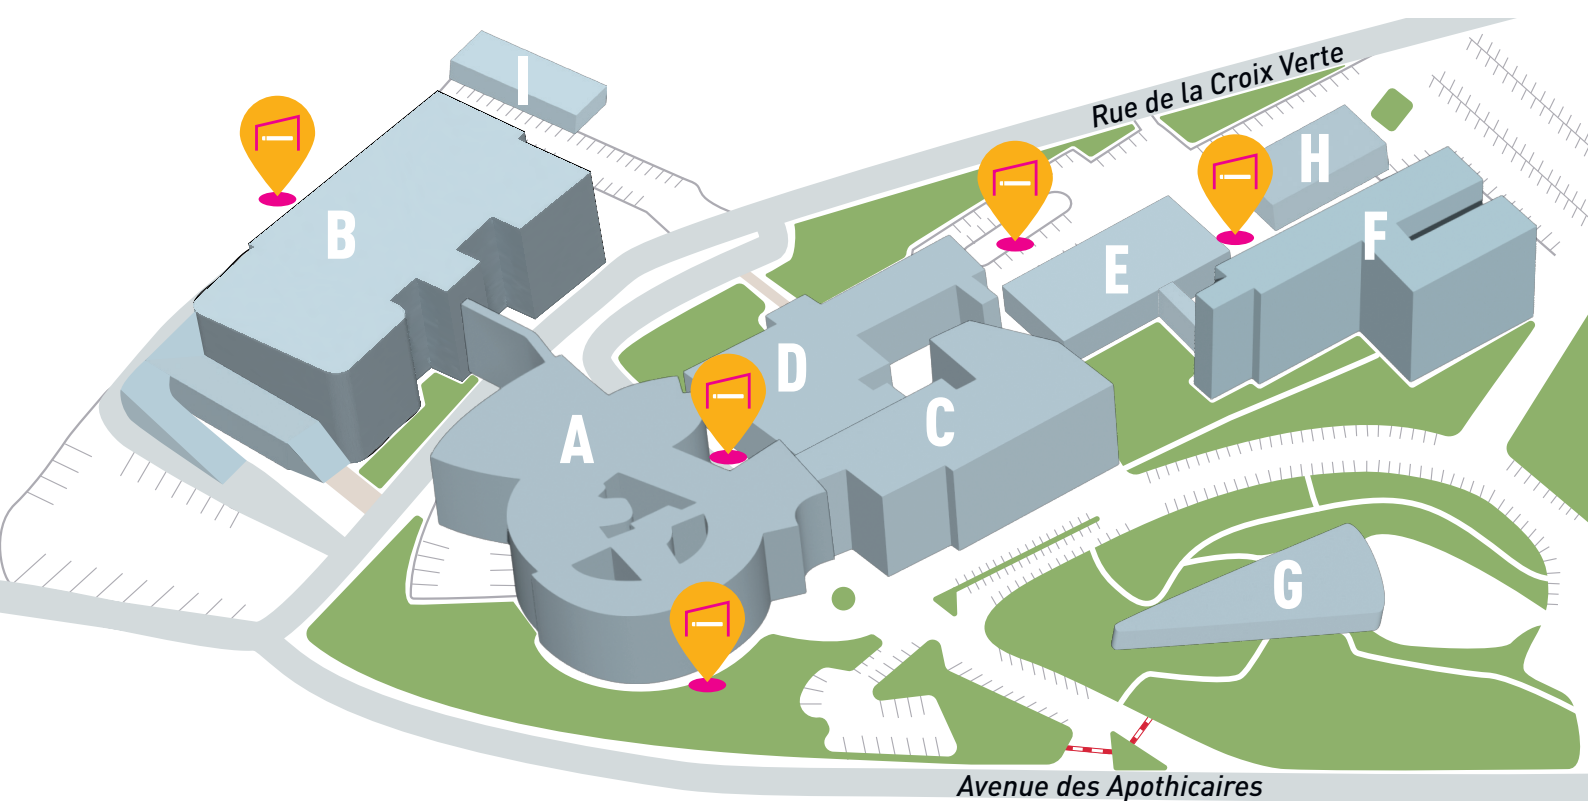 I
Rue de la Croix Verte
H
B
F
E
D
C
A
G
Avenue des Apothicaires